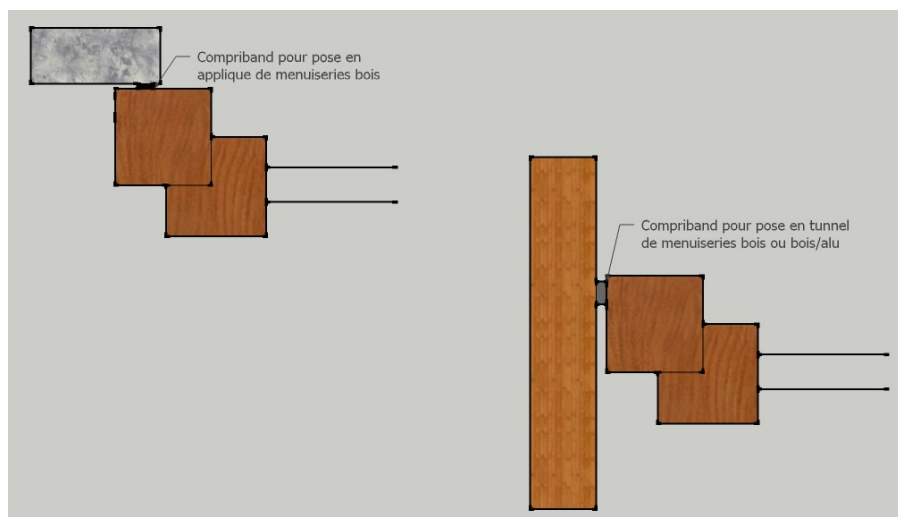 Compriband pour pose en
applique de menuiseries bois
Compriband pour pose en tunnel
de menuiseries bois ou bois/alu